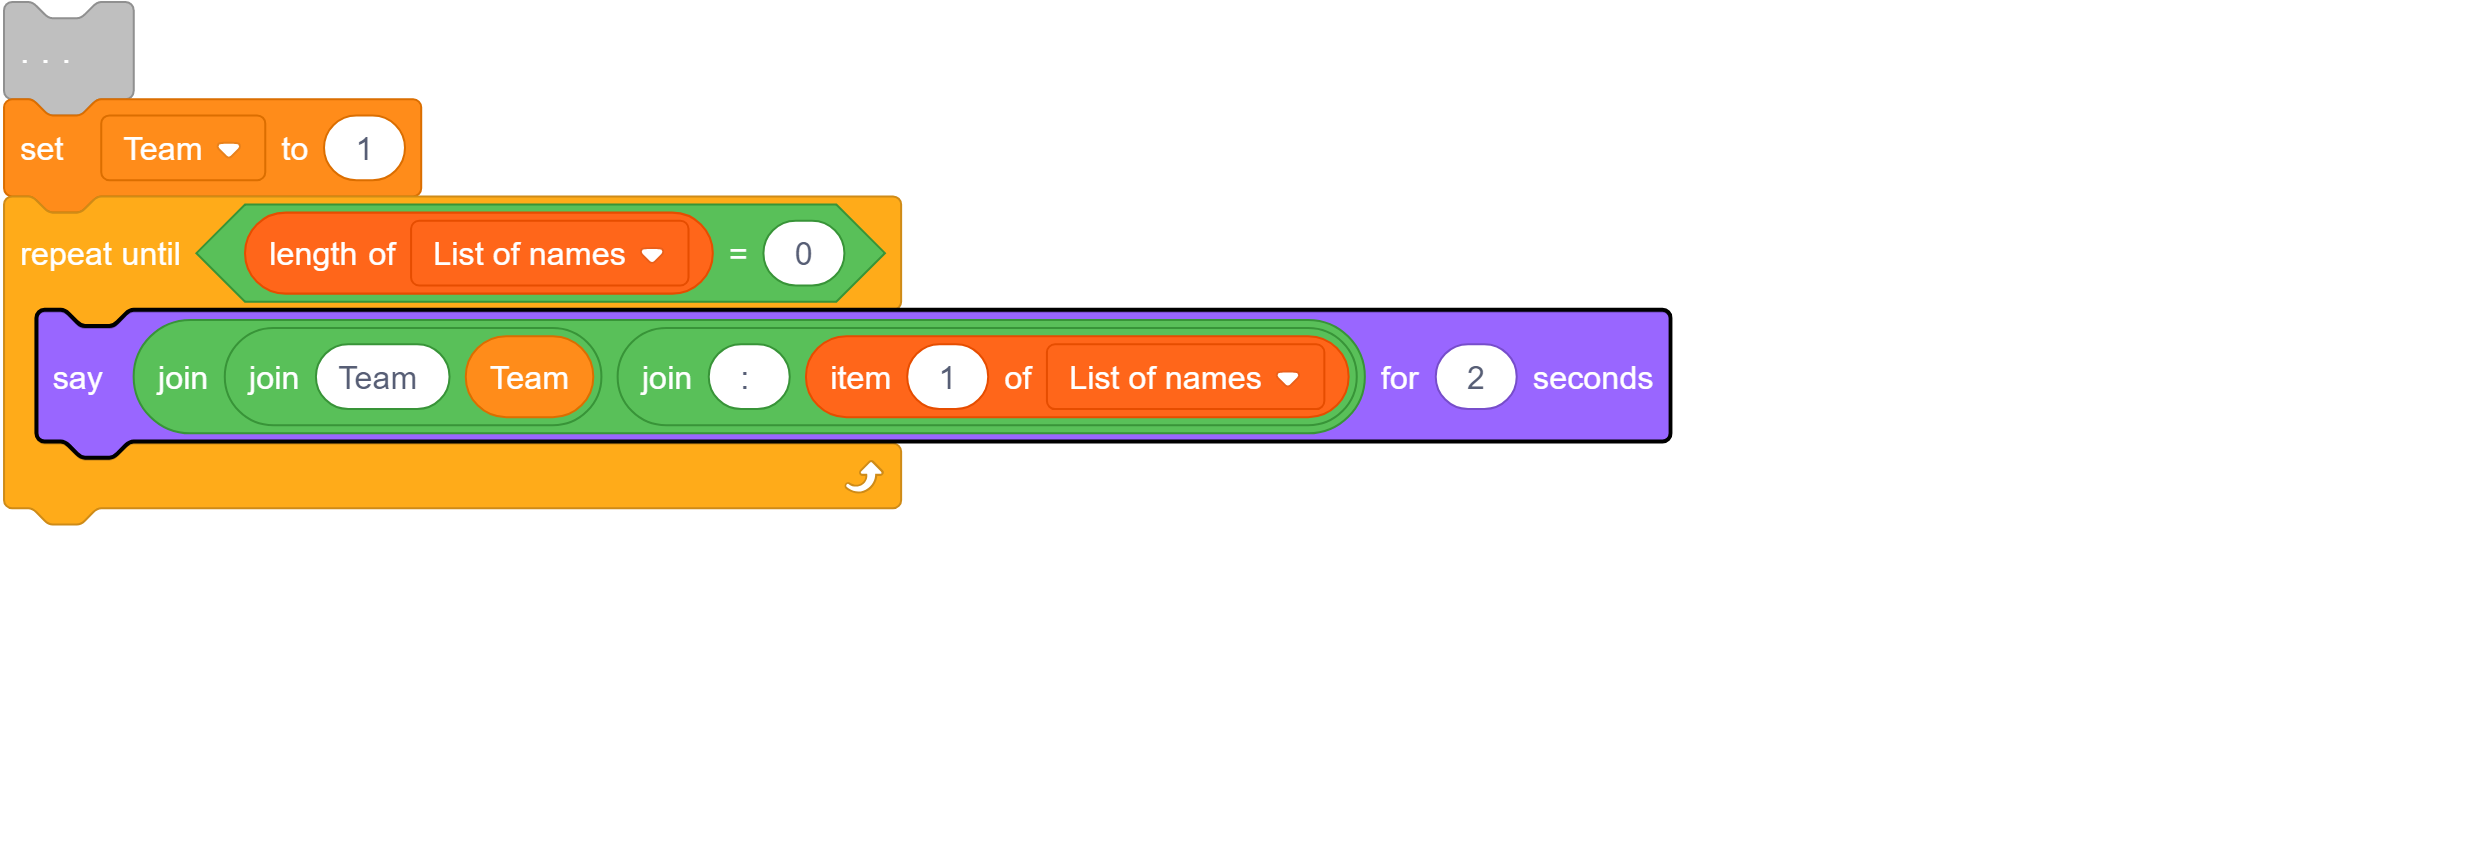 . . .
set Team to 1
repeat until length of List of names = 0
say join join Team Team join : item 1 of List of names for 2 seconds